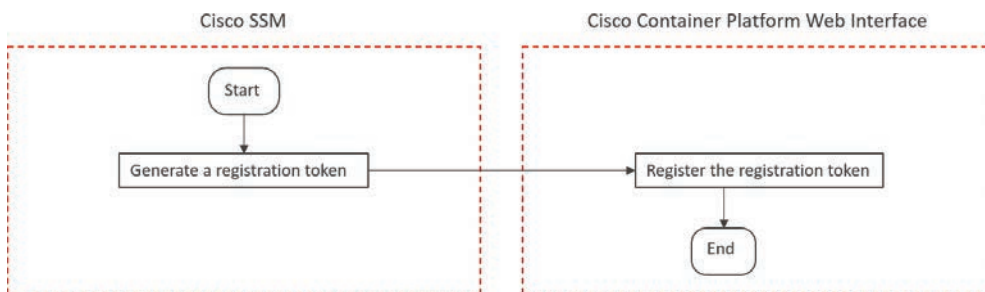 Cisco SSM
Cisco Container Platform Web Interface
Start
Generate a registration token
Register the registration token
End